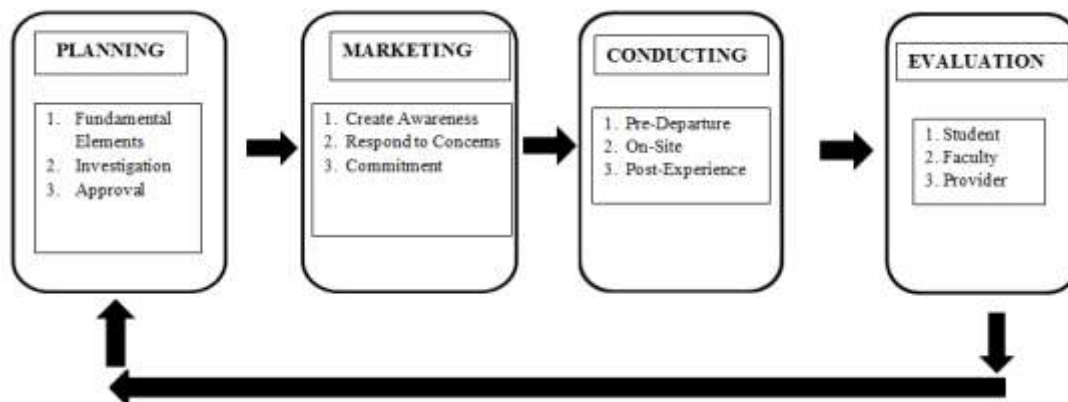 PLANNING
1. Fundamental
Elements
2. Investigation
3. Approval
MARKETING
1. Create Awareness
2. Respond to Concerns
3. Commitment
CONDUCTING
1. Pre-Departure
2. On-Site
3. Post-Experience
EVALUATION
1. Student
2. Faculty
3. Provider